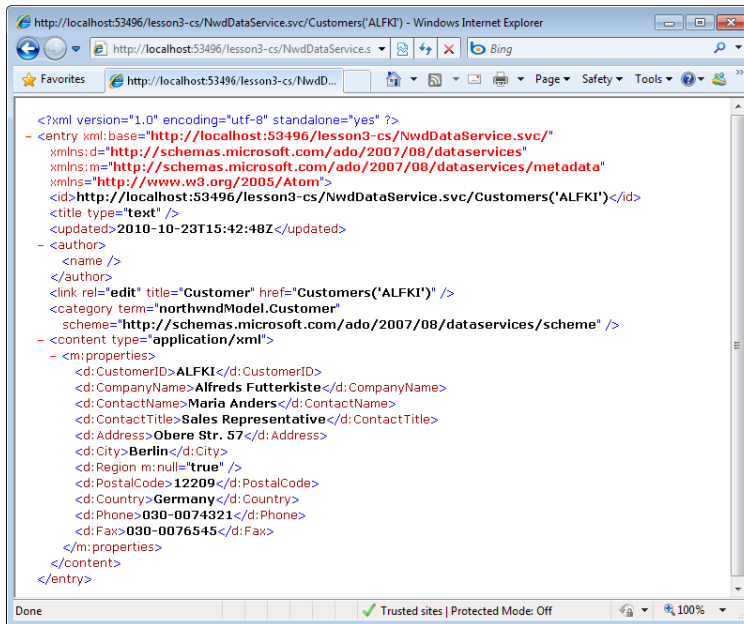 http://localhost:53496/lesson3-cs/NwdDataService.svc/Customers('ALFKI') - Windows Internet Explorer
http://localhost:53496/lesson3-cs/NwdDataService.s
Bing
Favorites
http://localhost:53496/lesson3-cs/NwdD...
Page
Safety
Tools
<?xml version="1.0" encoding="utf-8" standalone="yes" ?>
- <entry xml:base="http://localhost:53496/lesson3-cs/NwdDataService.svc/"
xmlns:d="http://schemas.microsoft.com/ado/2007/08/dataservices"
xmlns:m="http://schemas.microsoft.com/ado/2007/08/dataservices/metadata"
xmlns="http://www.w3.org/2005/Atom">
<id>http://localhost:53496/lesson3-cs/NwdDataService.svc/Customers('ALFKI')</id>
<title type="text" />
<updated>2010-10-23T15:42:48Z</updated>
- <author>
<name />
</author>
<link rel="edit" title="Customer" href="Customers('ALFKI')" />
<category term="northwndModel.Customer"
scheme="http://schemas.microsoft.com/ado/2007/08/dataservices/scheme" />
- <content type="application/xml">
- <m:properties>
<d:CustomerID>ALFKI</d:CustomerID>
<d:CompanyName>Alfreds Futterkiste</d:CompanyName>
<d:ContactName>Maria Anders</d:ContactName>
<d:ContactTitle>Sales Representative</d:ContactTitle>
<d:Address>Obere Str. 57</d:Address>
<d:City>Berlin</d:City>
<d:Region m:null="true" />
<d:PostalCode>12209</d:PostalCode>
<d:Country>Germany</d:Country>
<d:Phone>030-0074321</d:Phone>
<d:Fax>030-0076545</d:Fax>
</m:properties>
</content>
</entry>
Done
Trusted sites | Protected Mode: Off
100%